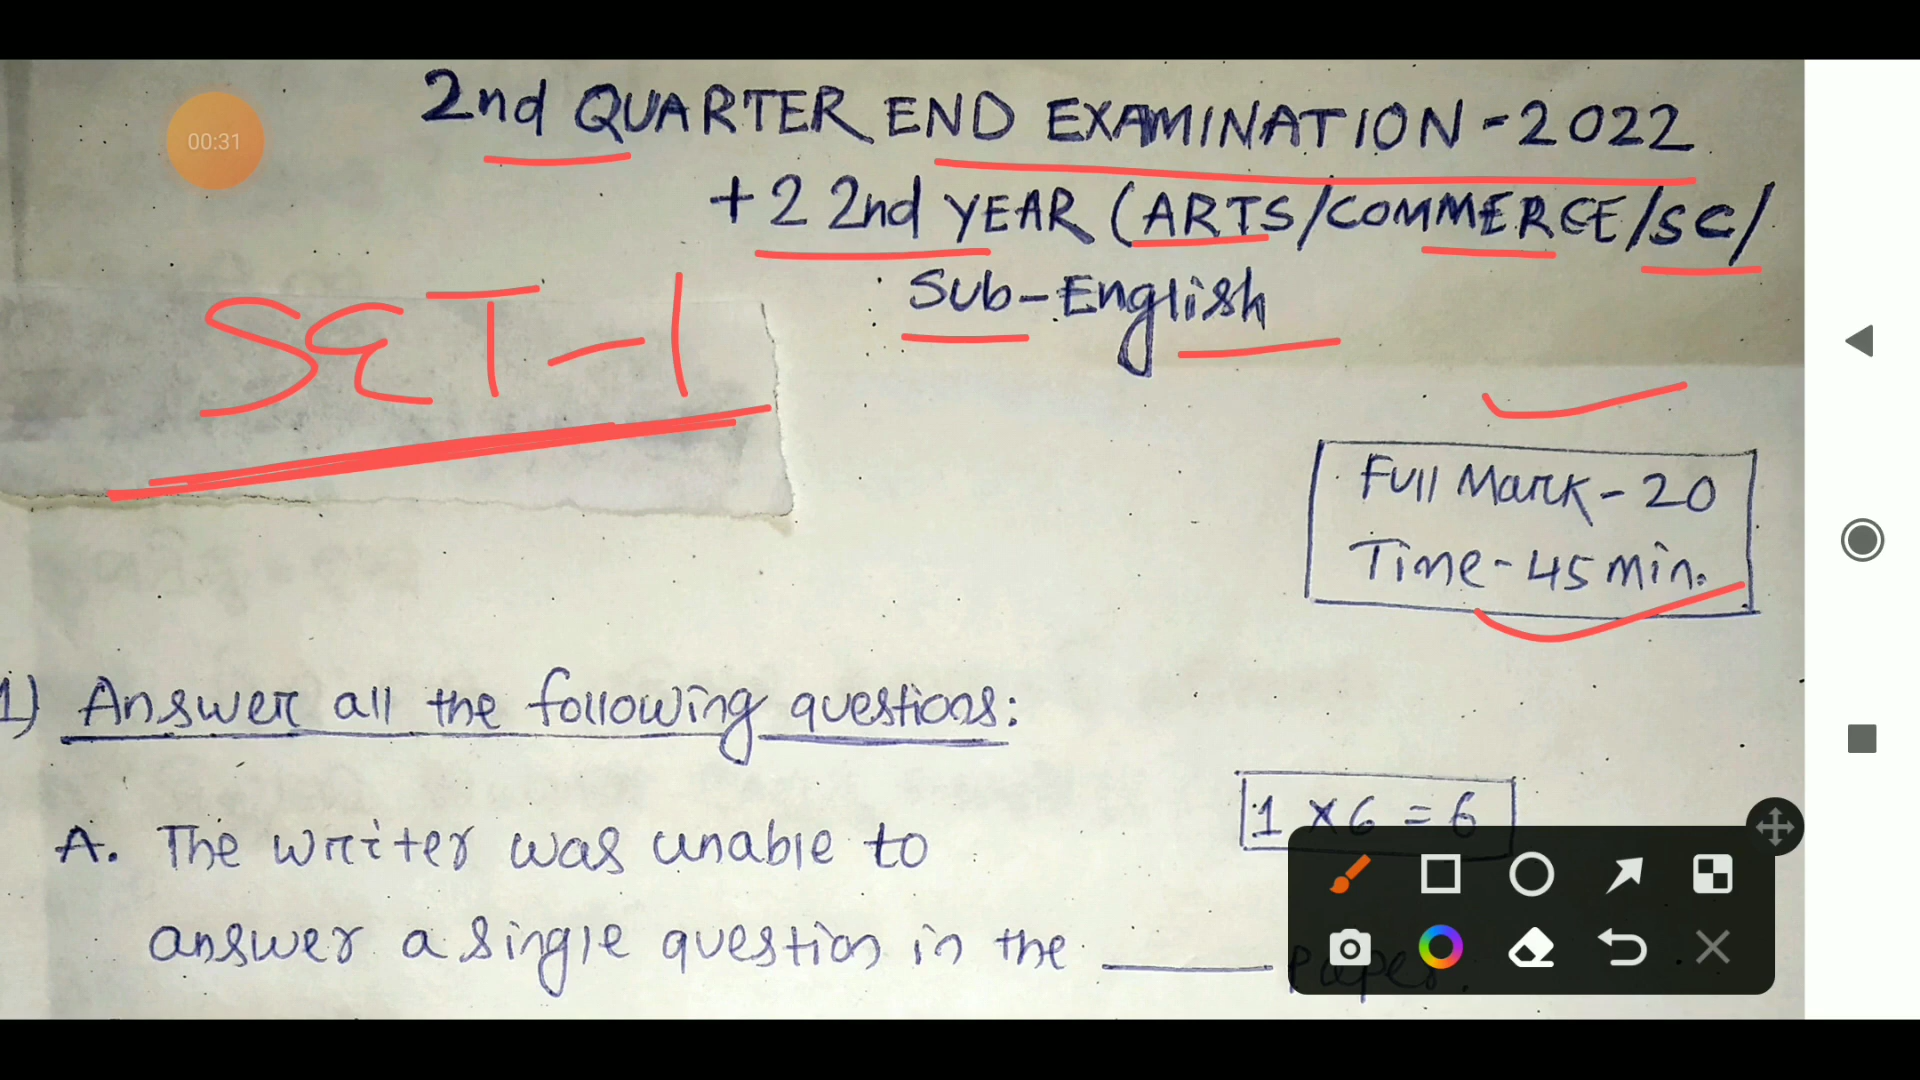 2nd QUARTER END EXAMINATION - 2022
00:31
+2 2nd YEAR (ARTS/COMMERCE/SC/
Sub-English
SET-1
Full Mark - 20
Time - 45 min.
1) Answer all the following questions:
1 × 6 = 6
A. The writer was unable to
answer a single question in the ______ paper.